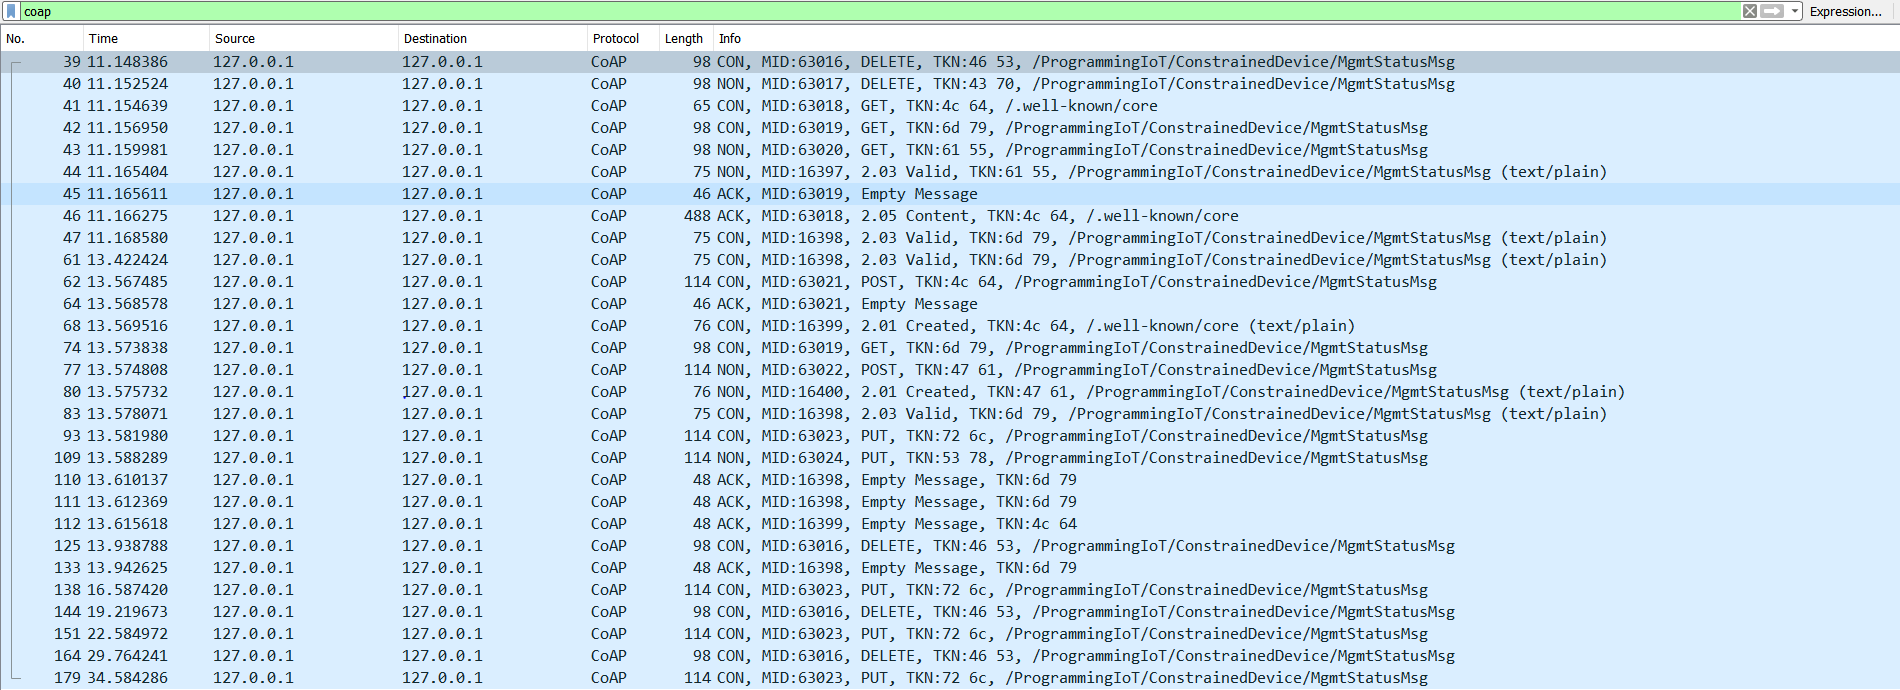 coap Expression...
No. Time Source Destination Protocol Length Info
39 11.148386 127.0.0.1 127.0.0.1 CoAP 98 CON, MID:63016, DELETE, TKN:46 53, /ProgrammingIoT/ConstrainedDevice/MgmtStatusMsg
40 11.152524 127.0.0.1 127.0.0.1 CoAP 98 NON, MID:63017, DELETE, TKN:43 70, /ProgrammingIoT/ConstrainedDevice/MgmtStatusMsg
41 11.154639 127.0.0.1 127.0.0.1 CoAP 65 CON, MID:63018, GET, TKN:4c 64, /.well-known/core
42 11.156950 127.0.0.1 127.0.0.1 CoAP 98 CON, MID:63019, GET, TKN:6d 79, /ProgrammingIoT/ConstrainedDevice/MgmtStatusMsg
43 11.159981 127.0.0.1 127.0.0.1 CoAP 98 NON, MID:63020, GET, TKN:61 55, /ProgrammingIoT/ConstrainedDevice/MgmtStatusMsg
44 11.165404 127.0.0.1 127.0.0.1 CoAP 75 NON, MID:16397, 2.03 Valid, TKN:61 55, /ProgrammingIoT/ConstrainedDevice/MgmtStatusMsg (text/plain)
45 11.165611 127.0.0.1 127.0.0.1 CoAP 46 ACK, MID:63019, Empty Message
46 11.166275 127.0.0.1 127.0.0.1 CoAP 488 ACK, MID:63018, 2.05 Content, TKN:4c 64, /.well-known/core
47 11.168580 127.0.0.1 127.0.0.1 CoAP 75 CON, MID:16398, 2.03 Valid, TKN:6d 79, /ProgrammingIoT/ConstrainedDevice/MgmtStatusMsg (text/plain)
61 13.422424 127.0.0.1 127.0.0.1 CoAP 75 CON, MID:16398, 2.03 Valid, TKN:6d 79, /ProgrammingIoT/ConstrainedDevice/MgmtStatusMsg (text/plain)
62 13.567485 127.0.0.1 127.0.0.1 CoAP 114 CON, MID:63021, POST, TKN:4c 64, /ProgrammingIoT/ConstrainedDevice/MgmtStatusMsg
64 13.568578 127.0.0.1 127.0.0.1 CoAP 46 ACK, MID:63021, Empty Message
68 13.569516 127.0.0.1 127.0.0.1 CoAP 76 CON, MID:16399, 2.01 Created, TKN:4c 64, /.well-known/core (text/plain)
74 13.573838 127.0.0.1 127.0.0.1 CoAP 98 CON, MID:63019, GET, TKN:6d 79, /ProgrammingIoT/ConstrainedDevice/MgmtStatusMsg
77 13.574808 127.0.0.1 127.0.0.1 CoAP 114 NON, MID:63022, POST, TKN:47 61, /ProgrammingIoT/ConstrainedDevice/MgmtStatusMsg
80 13.575732 127.0.0.1 127.0.0.1 CoAP 76 NON, MID:16400, 2.01 Created, TKN:47 61, /ProgrammingIoT/ConstrainedDevice/MgmtStatusMsg (text/plain)
83 13.578071 127.0.0.1 127.0.0.1 CoAP 75 CON, MID:16398, 2.03 Valid, TKN:6d 79, /ProgrammingIoT/ConstrainedDevice/MgmtStatusMsg (text/plain)
93 13.581980 127.0.0.1 127.0.0.1 CoAP 114 CON, MID:63023, PUT, TKN:72 6c, /ProgrammingIoT/ConstrainedDevice/MgmtStatusMsg
109 13.588289 127.0.0.1 127.0.0.1 CoAP 114 NON, MID:63024, PUT, TKN:53 78, /ProgrammingIoT/ConstrainedDevice/MgmtStatusMsg
110 13.610137 127.0.0.1 127.0.0.1 CoAP 48 ACK, MID:16398, Empty Message, TKN:6d 79
111 13.612369 127.0.0.1 127.0.0.1 CoAP 48 ACK, MID:16398, Empty Message, TKN:6d 79
112 13.615618 127.0.0.1 127.0.0.1 CoAP 48 ACK, MID:16399, Empty Message, TKN:4c 64
125 13.938788 127.0.0.1 127.0.0.1 CoAP 98 CON, MID:63016, DELETE, TKN:46 53, /ProgrammingIoT/ConstrainedDevice/MgmtStatusMsg
133 13.942625 127.0.0.1 127.0.0.1 CoAP 48 ACK, MID:16398, Empty Message, TKN:6d 79
138 16.587420 127.0.0.1 127.0.0.1 CoAP 114 CON, MID:63023, PUT, TKN:72 6c, /ProgrammingIoT/ConstrainedDevice/MgmtStatusMsg
144 19.219673 127.0.0.1 127.0.0.1 CoAP 98 CON, MID:63016, DELETE, TKN:46 53, /ProgrammingIoT/ConstrainedDevice/MgmtStatusMsg
151 22.584972 127.0.0.1 127.0.0.1 CoAP 114 CON, MID:63023, PUT, TKN:72 6c, /ProgrammingIoT/ConstrainedDevice/MgmtStatusMsg
164 29.764241 127.0.0.1 127.0.0.1 CoAP 98 CON, MID:63016, DELETE, TKN:46 53, /ProgrammingIoT/ConstrainedDevice/MgmtStatusMsg
179 34.584286 127.0.0.1 127.0.0.1 CoAP 114 CON, MID:63023, PUT, TKN:72 6c, /ProgrammingIoT/ConstrainedDevice/MgmtStatusMsg